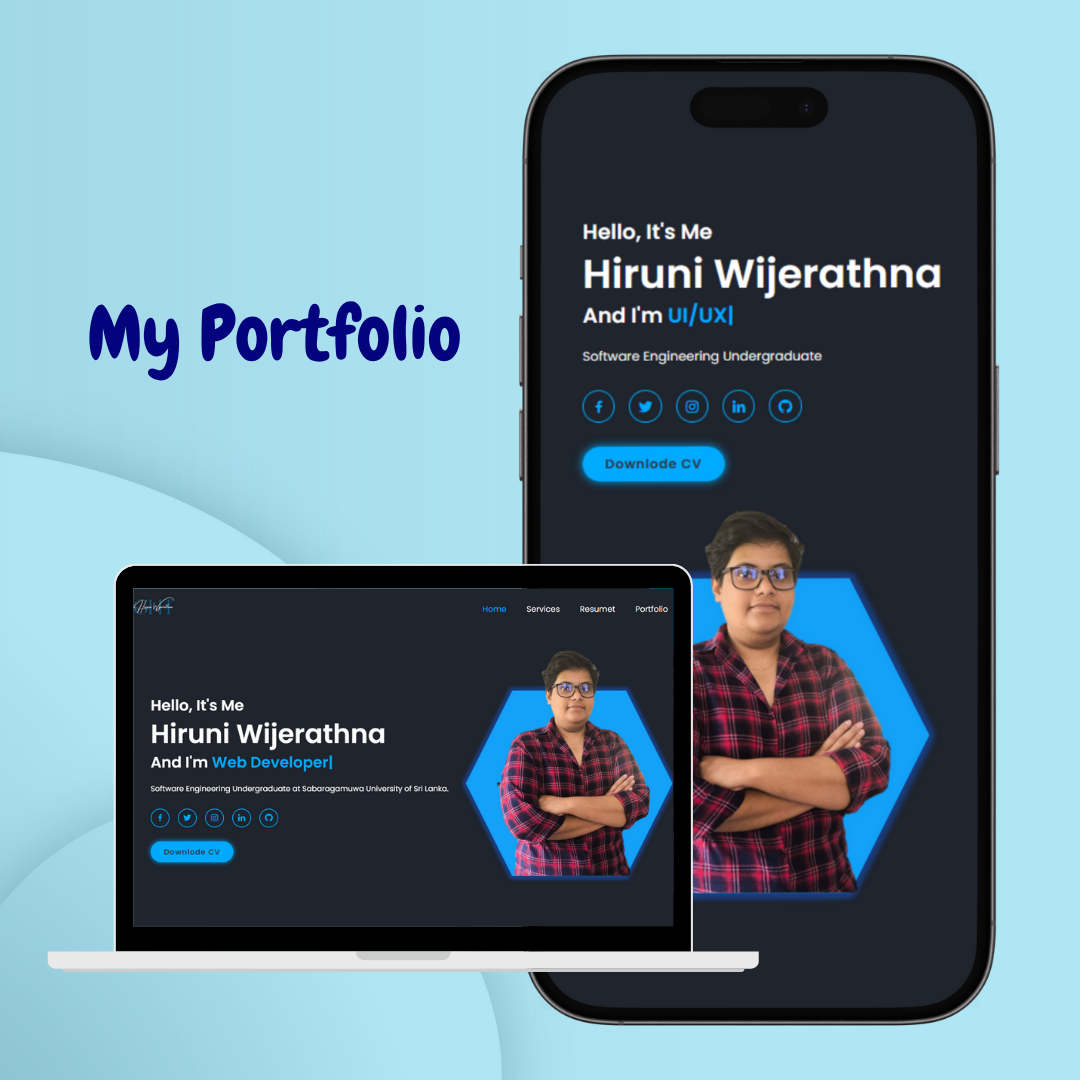 My Portfolio
Hello, It's Me
Hiruni Wijerathna
And I'm UI/UX|
Software Engineering Undergraduate
Downlode CV
Home Services Resumet Portfolio
Hello, It's Me
Hiruni Wijerathna
And I'm Web Developer|
Software Engineering Undergraduate at Sabaragamuwa University of Sri Lanka.
Downlode CV